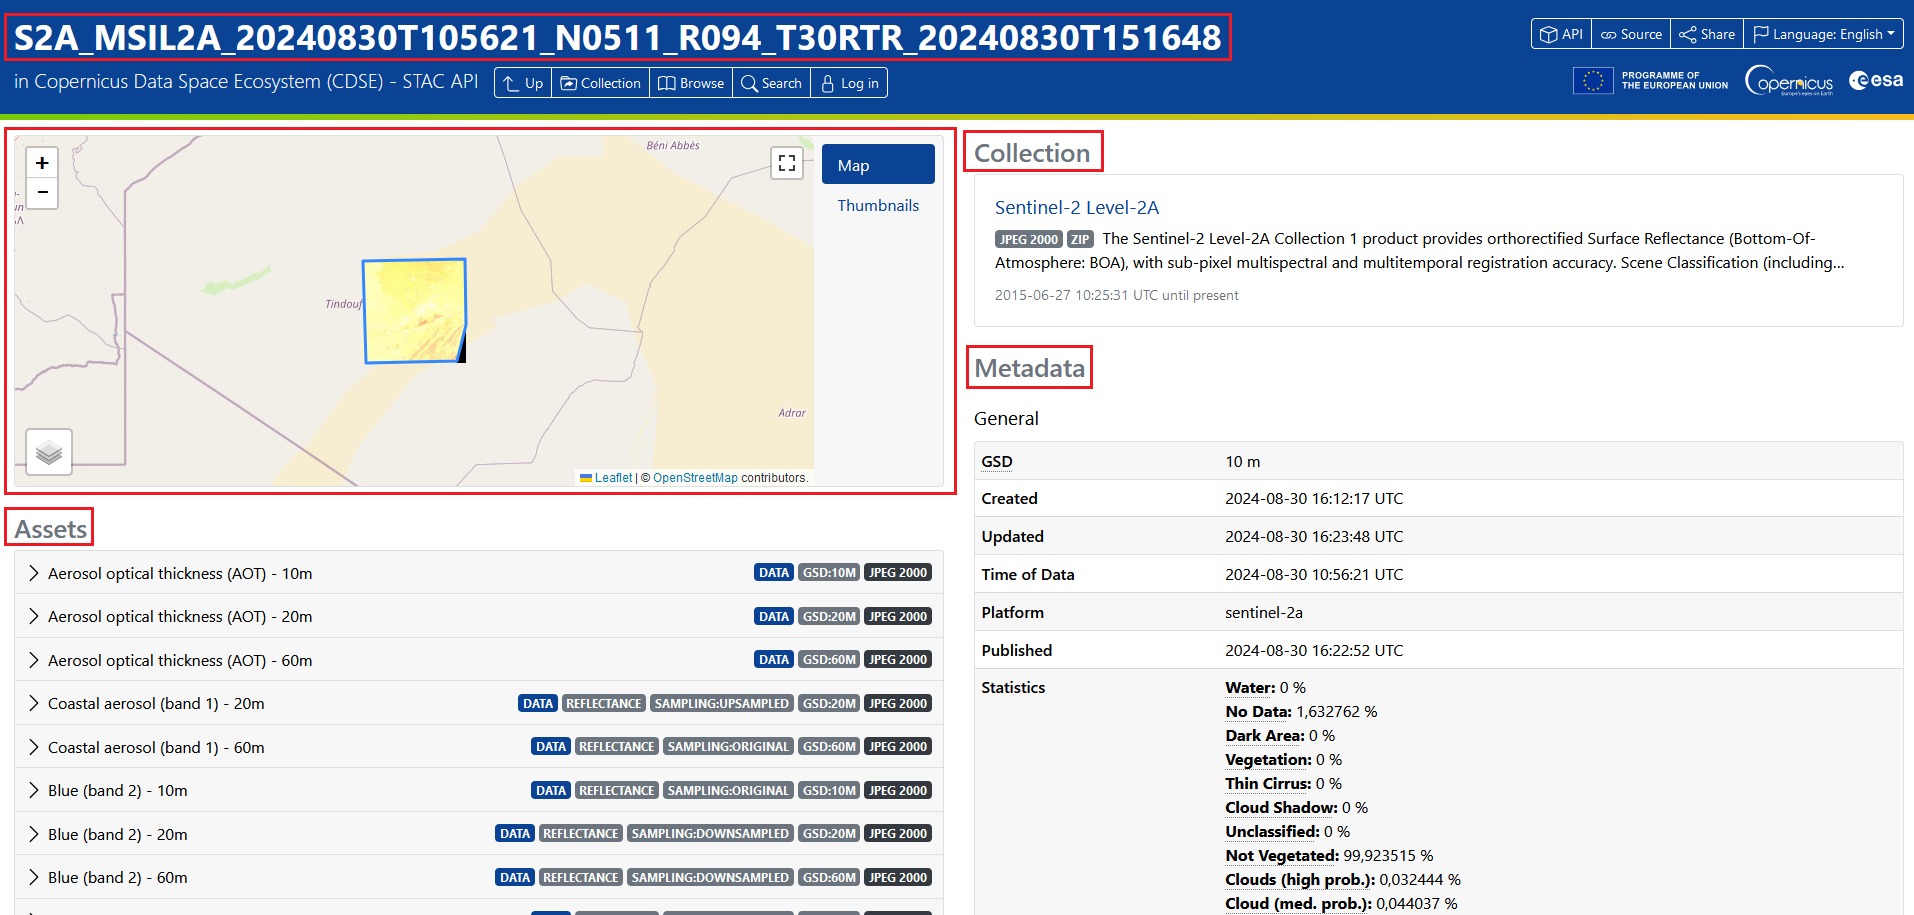 S2A_MSIL2A_20240830T105621_N0511_R094_T30RTR_20240830T151648
API
Source
Share
Language: English
in Copernicus Data Space Ecosystem (CDSE) - STAC API
Up
Collection
Browse
Search
Log in
PROGRAMME OF
THE EUROPEAN UNION
opernicus
Europe's eyes on Earth
esa
+
−
Béni Abbès
Tindouf
Adrar
Leaflet | © OpenStreetMap contributors.
Map
Thumbnails
Assets
Aerosol optical thickness (AOT) - 10m DATA GSD:10M JPEG 2000
Aerosol optical thickness (AOT) - 20m DATA GSD:20M JPEG 2000
Aerosol optical thickness (AOT) - 60m DATA GSD:60M JPEG 2000
Coastal aerosol (band 1) - 20m DATA REFLECTANCE SAMPLING:UPSAMPLED GSD:20M JPEG 2000
Coastal aerosol (band 1) - 60m DATA REFLECTANCE SAMPLING:ORIGINAL GSD:60M JPEG 2000
Blue (band 2) - 10m DATA REFLECTANCE SAMPLING:ORIGINAL GSD:10M JPEG 2000
Blue (band 2) - 20m DATA REFLECTANCE SAMPLING:DOWNSAMPLED GSD:20M JPEG 2000
Blue (band 2) - 60m DATA REFLECTANCE SAMPLING:DOWNSAMPLED GSD:60M JPEG 2000
Collection
Sentinel-2 Level-2A
JPEG 2000 ZIP The Sentinel-2 Level-2A Collection 1 product provides orthorectified Surface Reflectance (Bottom-Of-
Atmosphere: BOA), with sub-pixel multispectral and multitemporal registration accuracy. Scene Classification (including...
2015-06-27 10:25:31 UTC until present
Metadata
General
GSD 10 m
Created 2024-08-30 16:12:17 UTC
Updated 2024-08-30 16:23:48 UTC
Time of Data 2024-08-30 10:56:21 UTC
Platform sentinel-2a
Published 2024-08-30 16:22:52 UTC
Statistics Water: 0 %
No Data: 1,632762 %
Dark Area: 0 %
Vegetation: 0 %
Thin Cirrus: 0 %
Cloud Shadow: 0 %
Unclassified: 0 %
Not Vegetated: 99,923515 %
Clouds (high prob.): 0,032444 %
Cloud (med. prob.): 0,044037 %